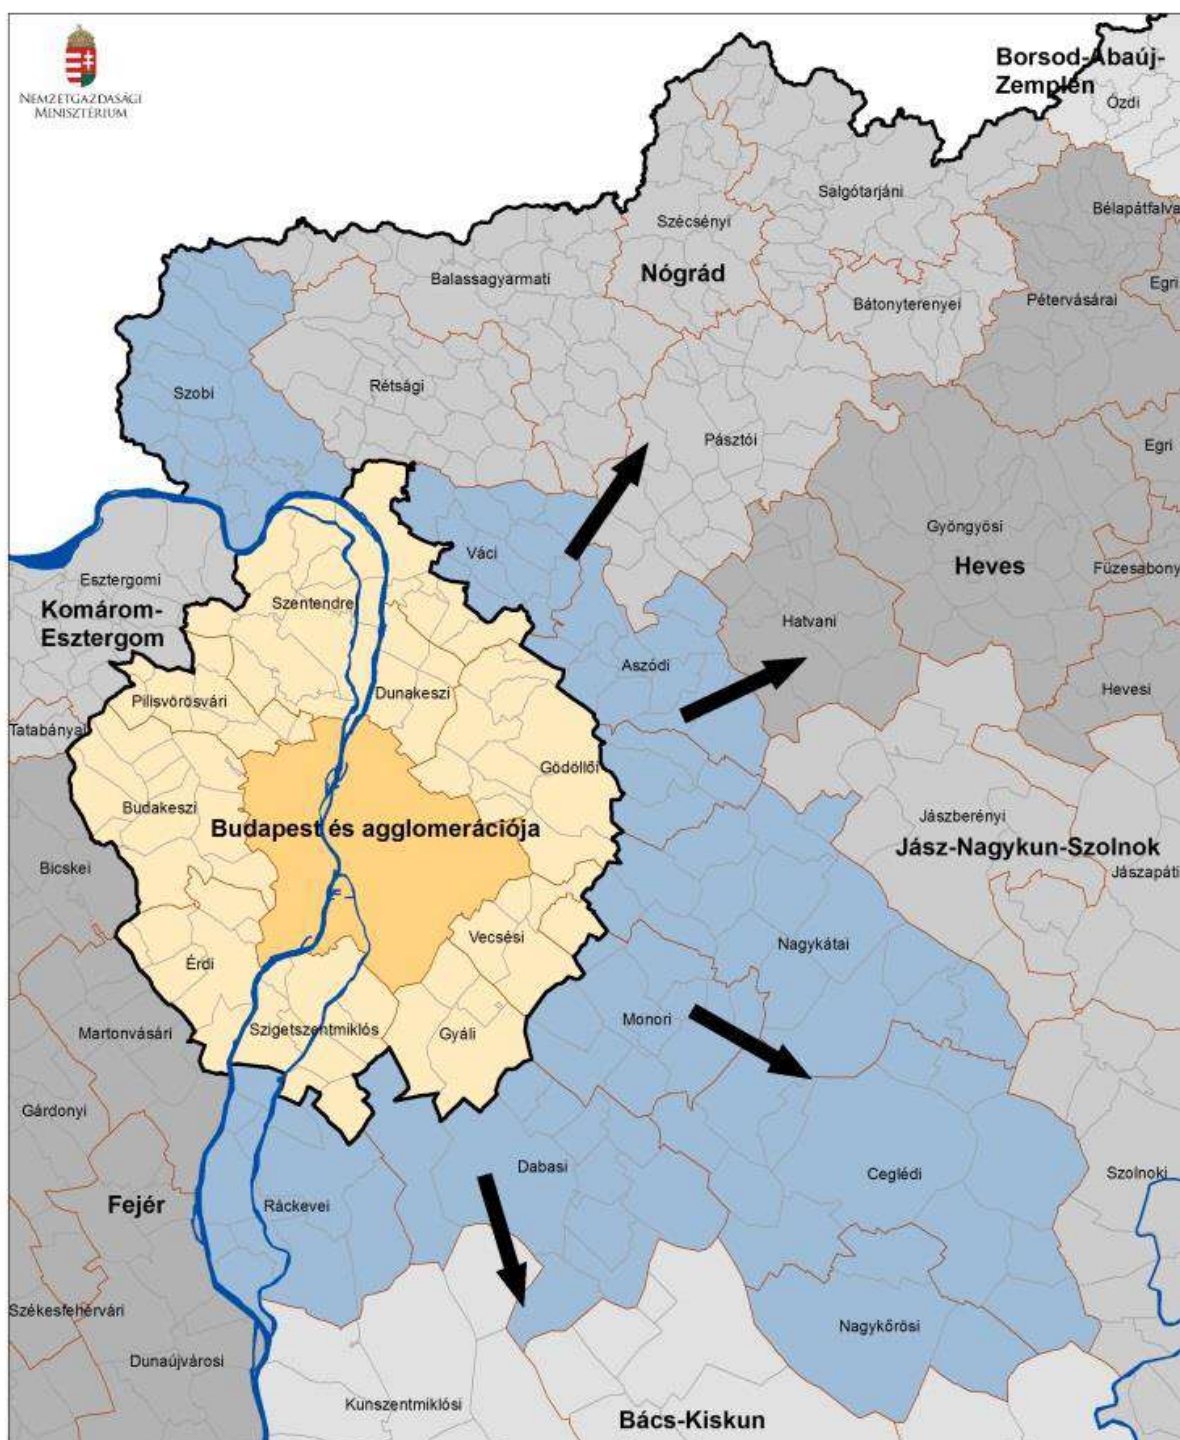 NEMZETGAZDASÁGI
MINISZTÉRIUM
Borsod-Abaúj-
Zemplén
Ózdi
Salgótarjáni
Bélapátfalva
Szécsényi
Nógrád
Balassagyarmati
Egri
Bátonyterenyei
Pétervásárai
Szobi
Rétsági
Pásztói
Egri
Gyöngyösi
Váci
Heves
Füzesabony
Esztergomi
Komárom-
Esztergom
Szentendre
Hatvani
Aszódi
Hevesi
Pilisvörösvári
Dunakeszi
Tatabányai
Gödöllői
Budakeszi
Jászberényi
Budapest és agglomerációja
Jász-Nagykun-Szolnok
Bicskei
Jászapáti
Vecsési
Nagykátai
Érdi
Monori
Martonvásári
Szigetszentmiklós
Gyáli
Gárdonyi
Dabasi
Ceglédi
Szolnoki
Fejér
Ráckevei
Székesfehérvári
Nagykőrösi
Dunaújvárosi
Kunszentmiklósi
Bács-Kiskun